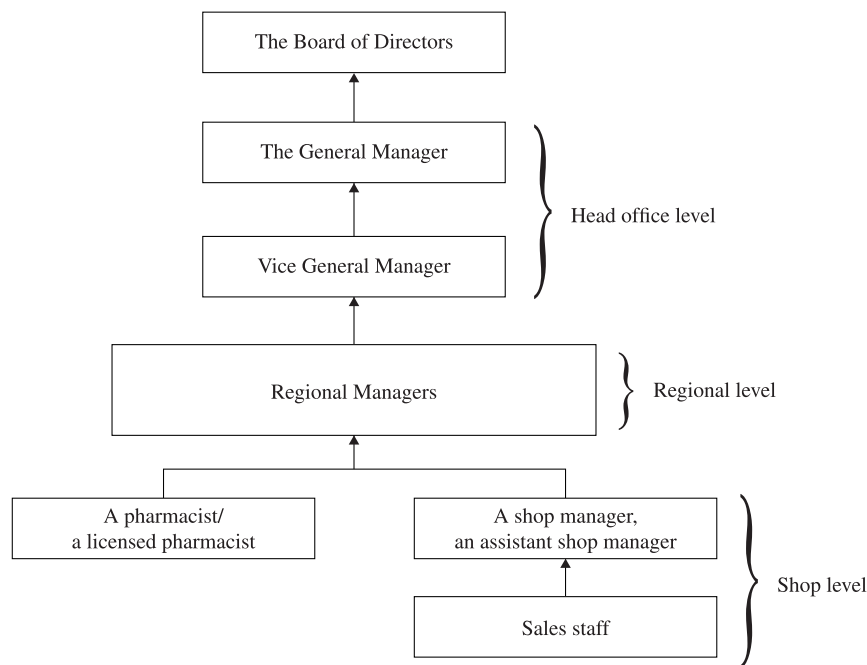 The Board of Directors
The General Manager
Head office level
Vice General Manager
Regional Managers
Regional level
A pharmacist/
a licensed pharmacist
A shop manager,
an assistant shop manager
Shop level
Sales staff